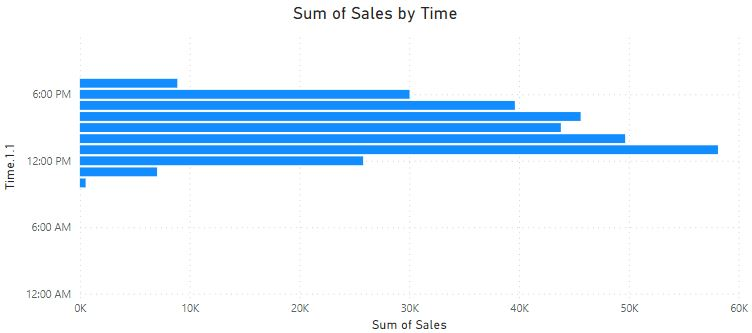 Sum of Sales by Time
Time.1.1
6:00 PM
12:00 PM
6:00 AM
12:00 AM
0K 10K 20K 30K 40K 50K 60K
Sum of Sales